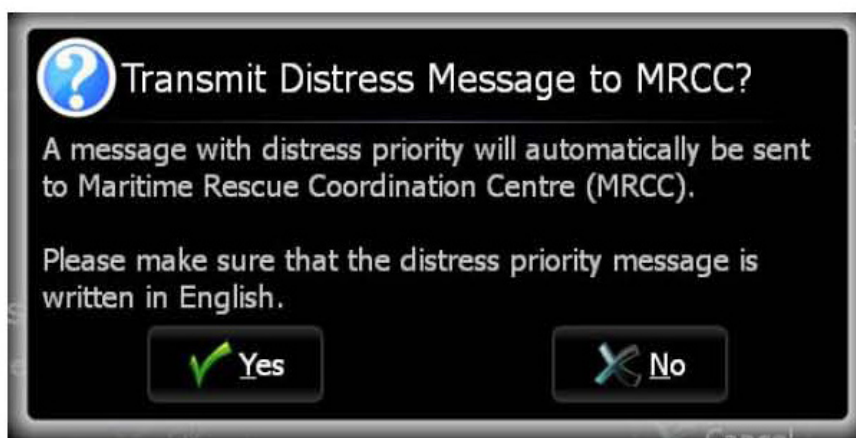 Transmit Distress Message to MRCC?
A message with distress priority will automatically be sent
to Maritime Rescue Coordination Centre (MRCC).
Please make sure that the distress priority message is
written in English.
Yes
No
Cancel